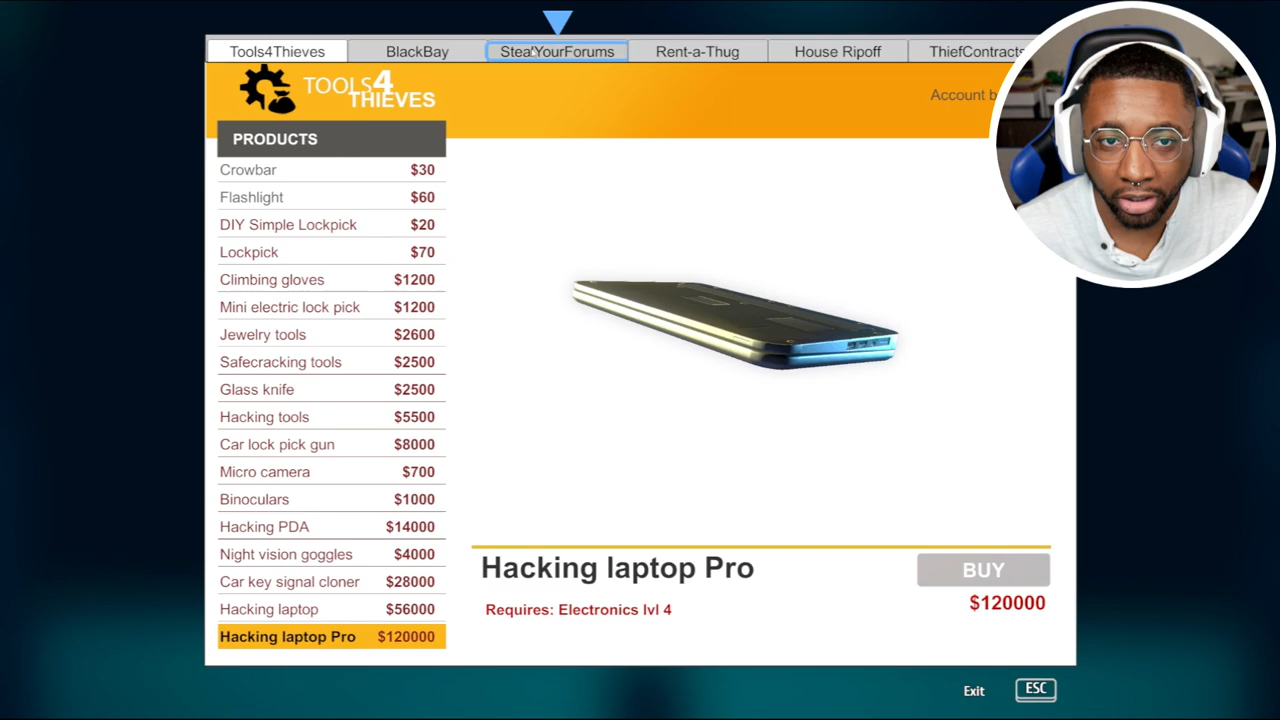 Tools4Thieves
BlackBay
StealYourForums
Rent-a-Thug
House Ripoff
ThiefContracts
TOOLS4
THIEVES
Account
PRODUCTS
Crowbar $30
Flashlight $60
DIY Simple Lockpick $20
Lockpick $70
Climbing gloves $1200
Mini electric lock pick $1200
Jewelry tools $2600
Safecracking tools $2500
Glass knife $2500
Hacking tools $5500
Car lock pick gun $8000
Micro camera $700
Binoculars $1000
Hacking PDA $14000
Night vision goggles $4000
Car key signal cloner $28000
Hacking laptop $56000
Hacking laptop Pro $120000
Hacking laptop Pro
BUY
Requires: Electronics lvl 4
$120000
Exit ESC